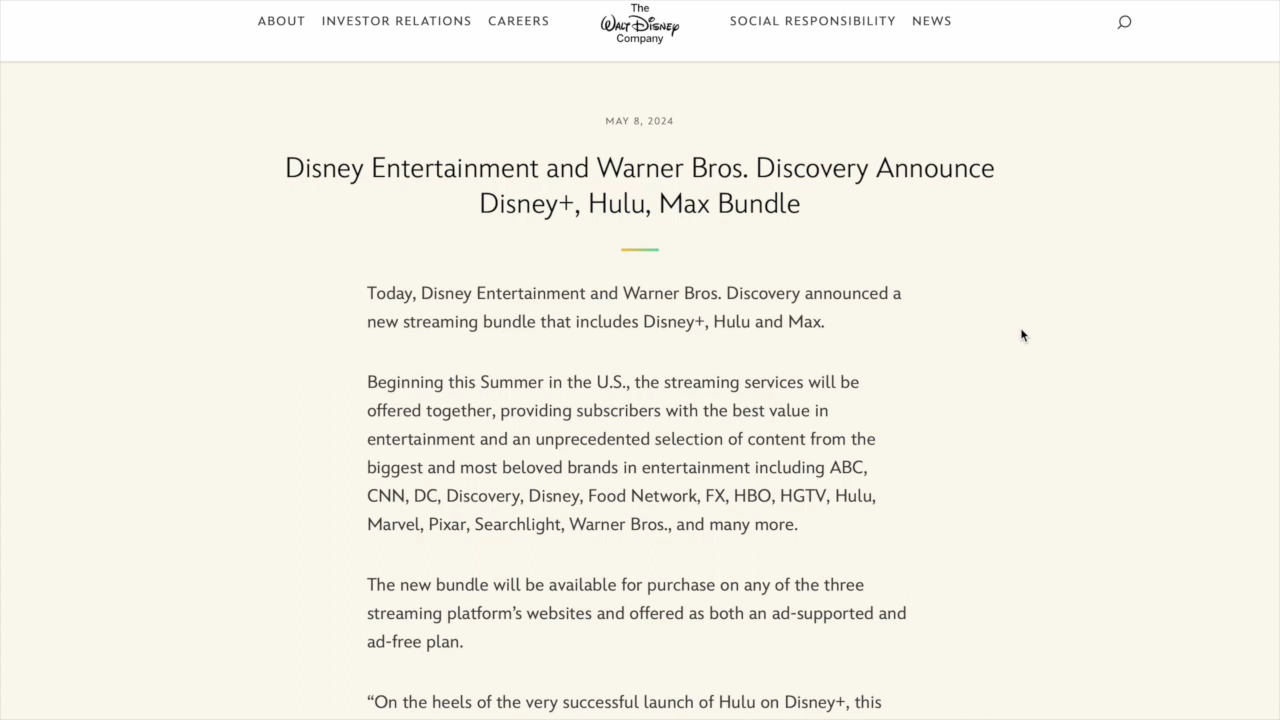 ABOUT INVESTOR RELATIONS CAREERS
The
WALT DISNEY
Company
SOCIAL RESPONSIBILITY NEWS
MAY 8, 2024
Disney Entertainment and Warner Bros. Discovery Announce
Disney+, Hulu, Max Bundle
Today, Disney Entertainment and Warner Bros. Discovery announced a
new streaming bundle that includes Disney+, Hulu and Max.
Beginning this Summer in the U.S., the streaming services will be
offered together, providing subscribers with the best value in
entertainment and an unprecedented selection of content from the
biggest and most beloved brands in entertainment including ABC,
CNN, DC, Discovery, Disney, Food Network, FX, HBO, HGTV, Hulu,
Marvel, Pixar, Searchlight, Warner Bros., and many more.
The new bundle will be available for purchase on any of the three
streaming platform’s websites and offered as both an ad-supported and
ad-free plan.
“On the heels of the very successful launch of Hulu on Disney+, this